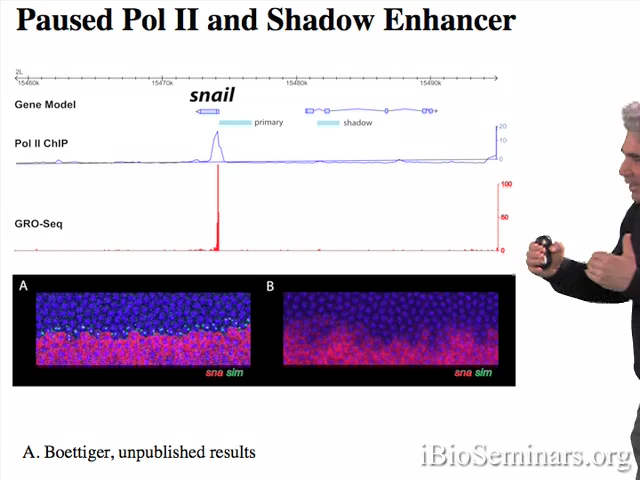 Paused Pol II and Shadow Enhancer
2L
15460k 15470k 15480k 15490k
snail
Gene Model
primary shadow
Pol II ChIP
20
10
0
GRO-Seq
100
50
0
A B
sna sim sna sim
A. Boettiger, unpublished results
iBioSeminars.org